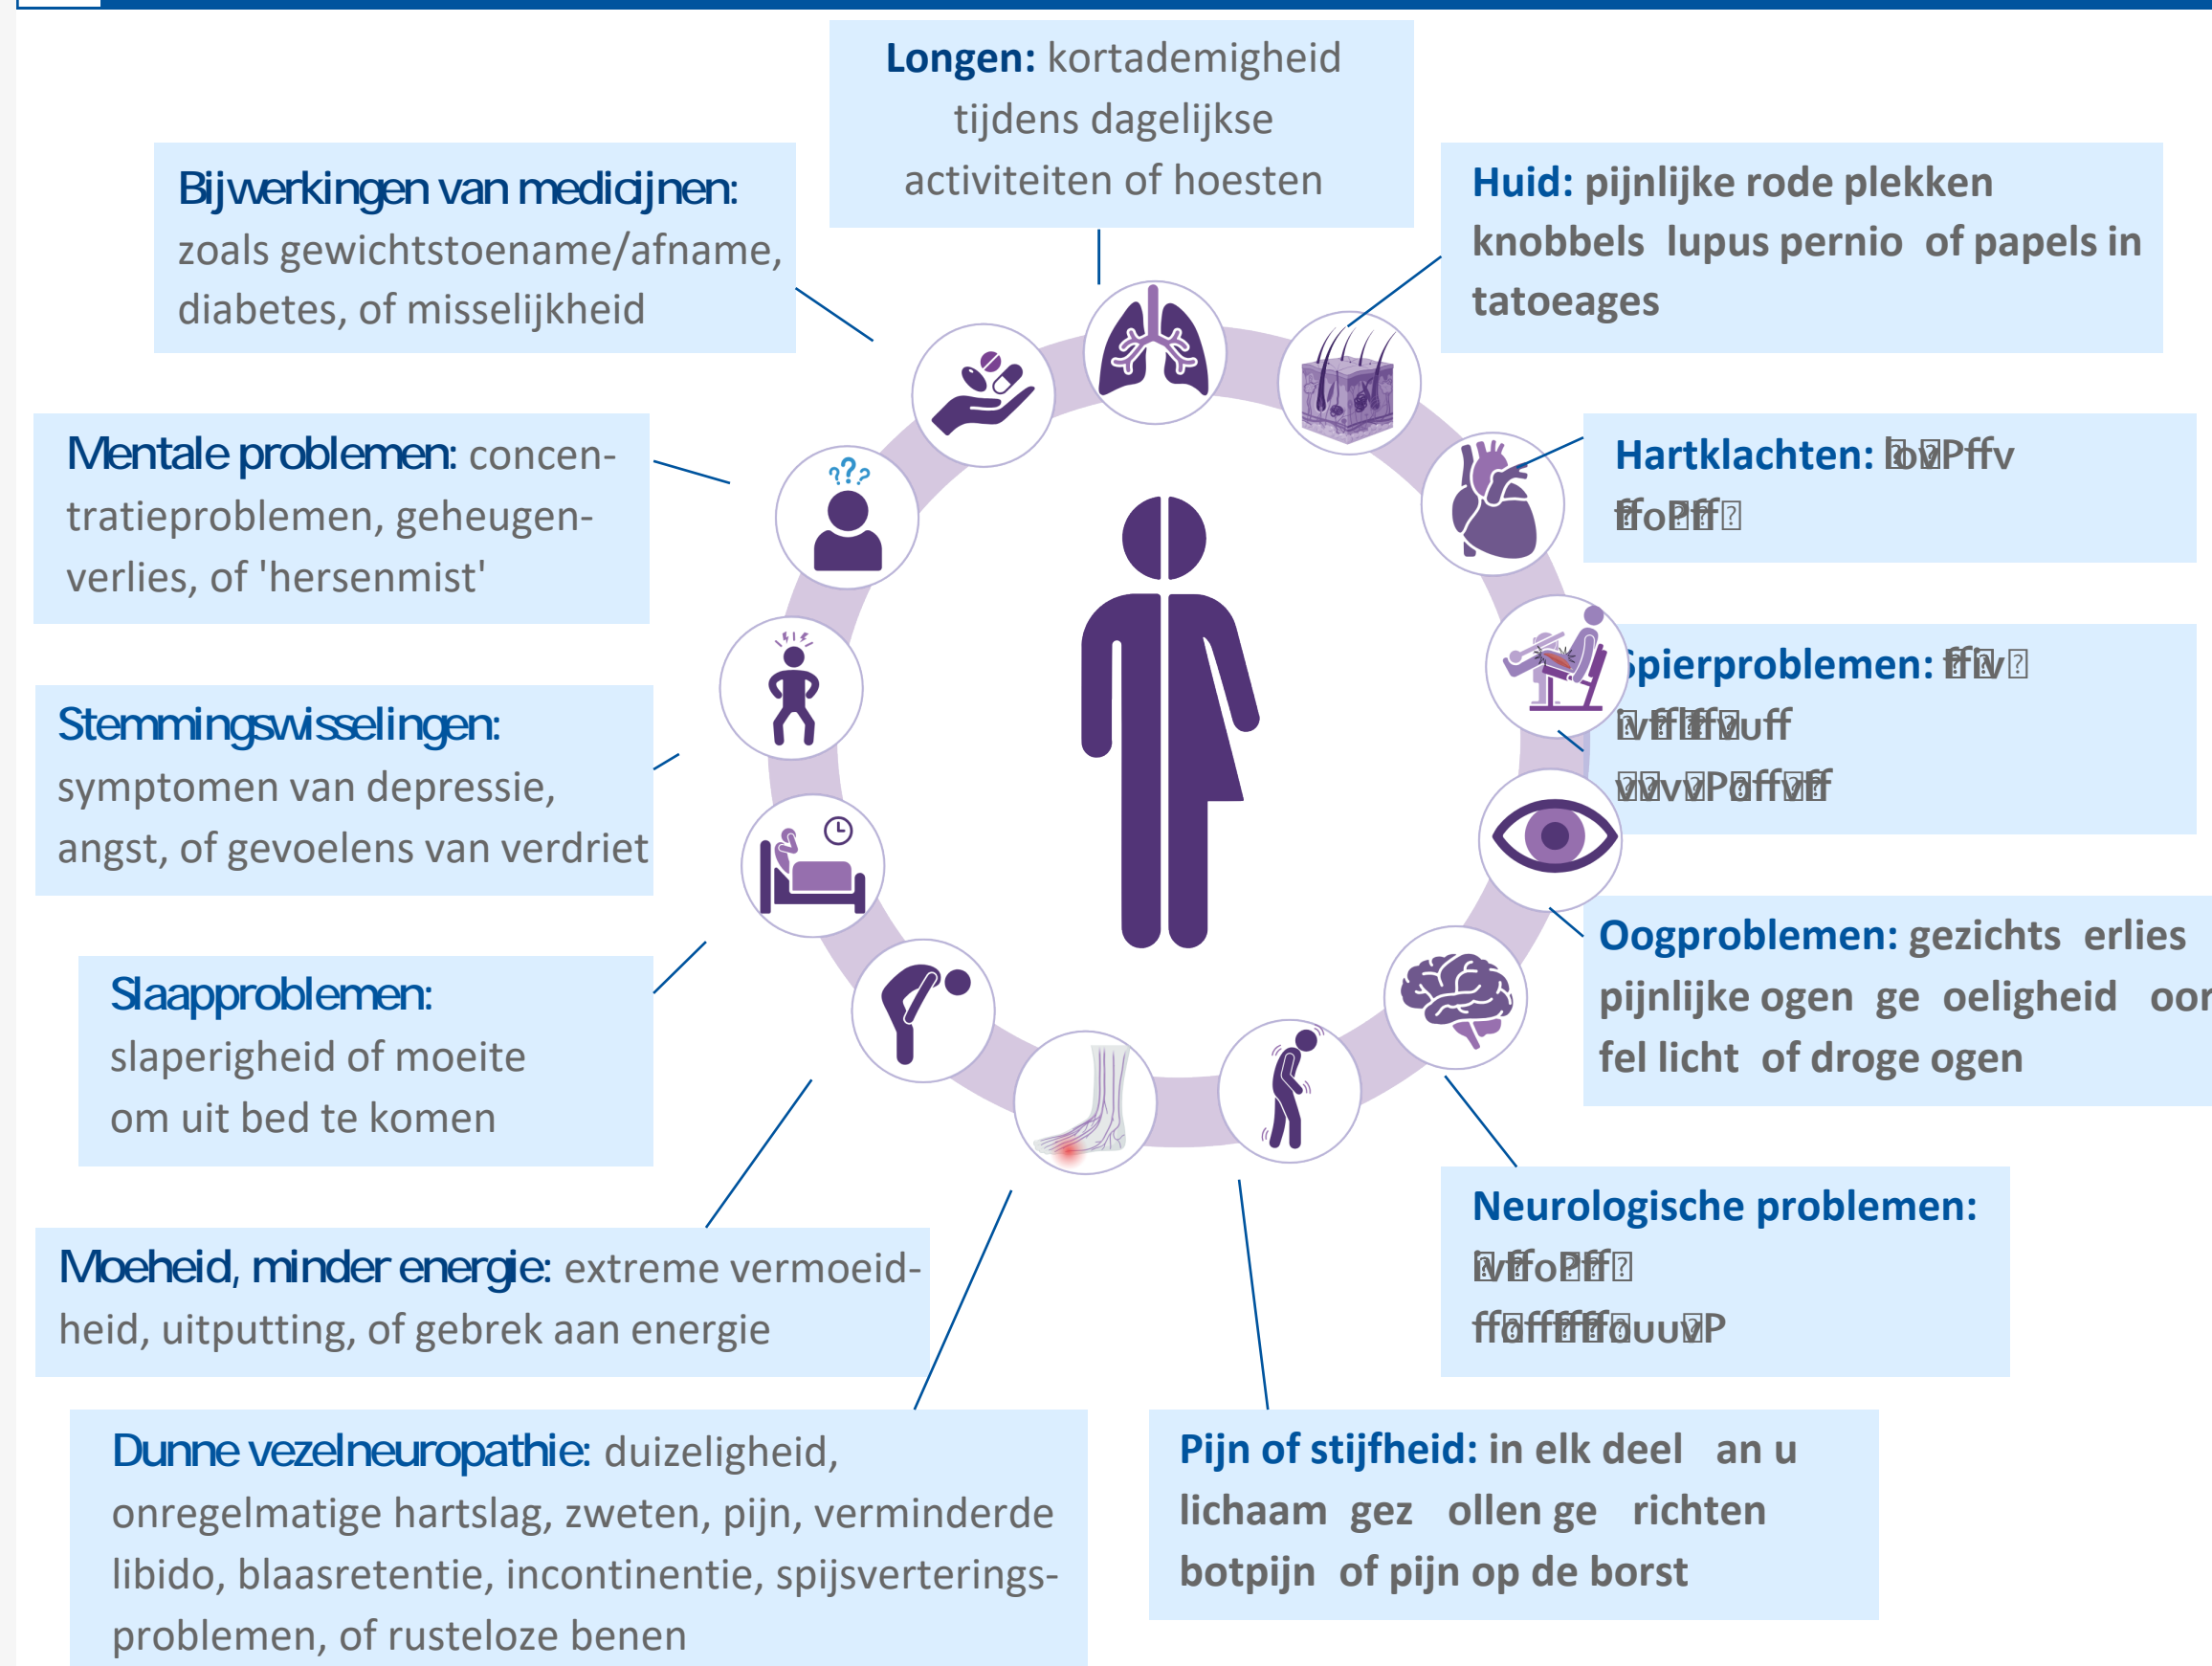 Longen: kortademigheid
tijdens dagelijkse
activiteiten of hoesten
Bijwerkingen van medicijnen:
zoals gewichtstoename/afname,
diabetes, of misselijkheid
Huid: pijnlijke rode plekken
knobbels lupus pernio of papels in
tatoeages
Mentale problemen: concen-
tratieproblemen, geheugen-
verlies, of 'hersenmist'
???
Hartklachten:
Stemmingswisselingen:
symptomen van depressie,
angst, of gevoelens van verdriet
Spierproblemen:
Slaapproblemen:
slaperigheid of moeite
om uit bed te komen
Oogproblemen: gezichts erlies
pijnlijke ogen ge oeligheid oor
fel licht of droge ogen
Moeheid, minder energie: extreme vermoeid-
heid, uitputting, of gebrek aan energie
Neurologische problemen:
Dunne vezelneuropathie: duizeligheid,
onregelmatige hartslag, zweten, pijn, verminderde
libido, blaasretentie, incontinentie, spijsverterings-
problemen, of rusteloze benen
Pijn of stijfheid: in elk deel an u
lichaam gez ollen ge richten
botpijn of pijn op de borst